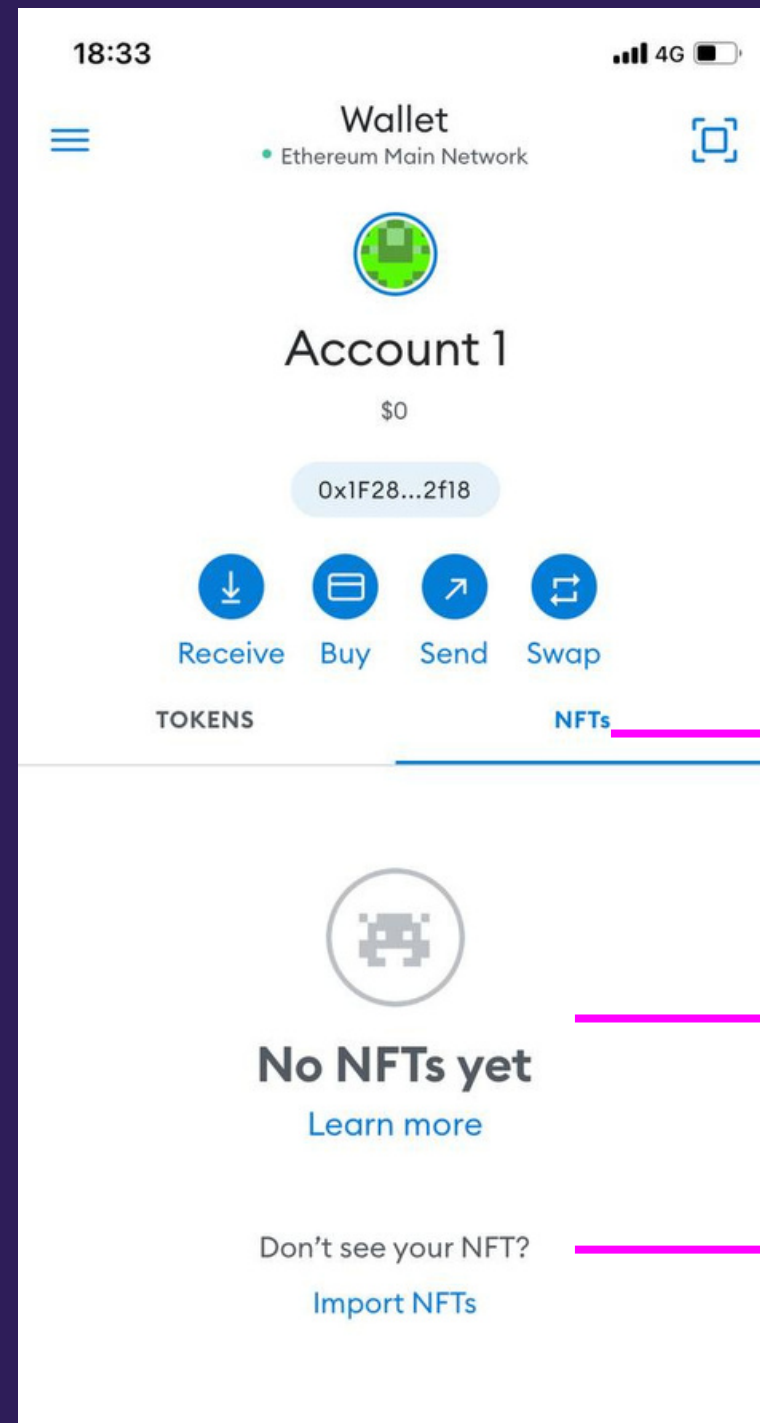 18:33
4G
Wallet
Ethereum Main Network
Account 1
$0
0x1F28...2f18
Receive Buy Send Swap
TOKENS NFTs
No NFTs yet
Learn more
Don't see your NFT?
Import NFTs